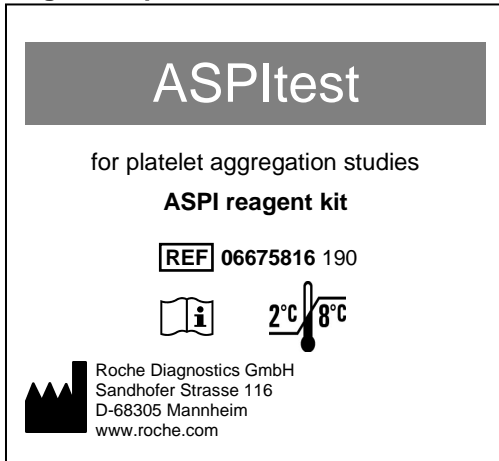 ASPItest
for platelet aggregation studies
ASPI reagent kit
REF 06675816 190
i 2°C 8°C
Roche Diagnostics GmbH
Sandhofer Strasse 116
D-68305 Mannheim
www.roche.com